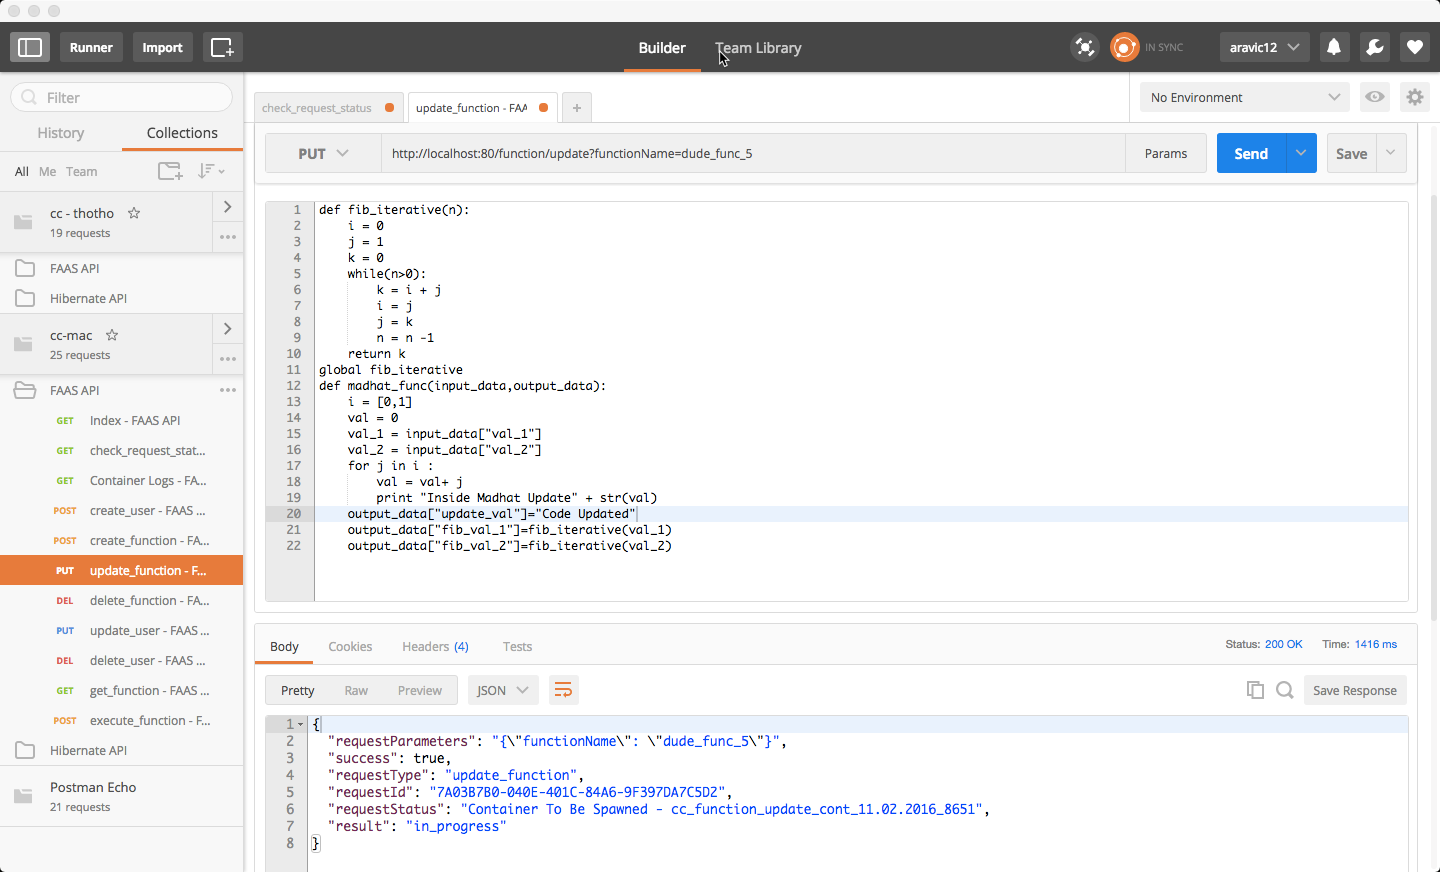 Runner Import Builder Team Library IN SYNC aravic12
Filter
History Collections
All Me Team
cc - thotho
19 requests
FAAS API
Hibernate API
cc-mac
25 requests
FAAS API
GET Index - FAAS API
GET check_request_stat...
GET Container Logs - FA...
POST create_user - FAAS ...
POST create_function - FA...
PUT update_function - F...
DEL delete_function - FA...
PUT update_user - FAAS ...
DEL delete_user - FAAS ...
GET get_function - FAAS ...
POST execute_function - F...
Hibernate API
Postman Echo
21 requests
check_request_status update_function - FAA + No Environment
PUT http://localhost:80/function/update?functionName=dude_func_5 Params Send Save
1 def fib_iterative(n):
2 i = 0
3 j = 1
4 k = 0
5 while(n>0):
6 k = i + j
7 i = j
8 j = k
9 n = n -1
10 return k
11 global fib_iterative
12 def madhat_func(input_data,output_data):
13 i = [0,1]
14 val = 0
15 val_1 = input_data["val_1"]
16 val_2 = input_data["val_2"]
17 for j in i :
18 val = val+ j
19 print "Inside Madhat Update" + str(val)
20 output_data["update_val"]="Code Updated"
21 output_data["fib_val_1"]=fib_iterative(val_1)
22 output_data["fib_val_2"]=fib_iterative(val_2)
Body Cookies Headers (4) Tests Status: 200 OK Time: 1416 ms
Pretty Raw Preview JSON Save Response
1 {
2 "requestParameters": "{\"functionName\": \"dude_func_5\"}",
3 "success": true,
4 "requestType": "update_function",
5 "requestId": "7A03B7B0-040E-401C-84A6-9F397DA7C5D2",
6 "requestStatus": "Container To Be Spawned - cc_function_update_cont_11.02.2016_8651",
7 "result": "in_progress"
8 }